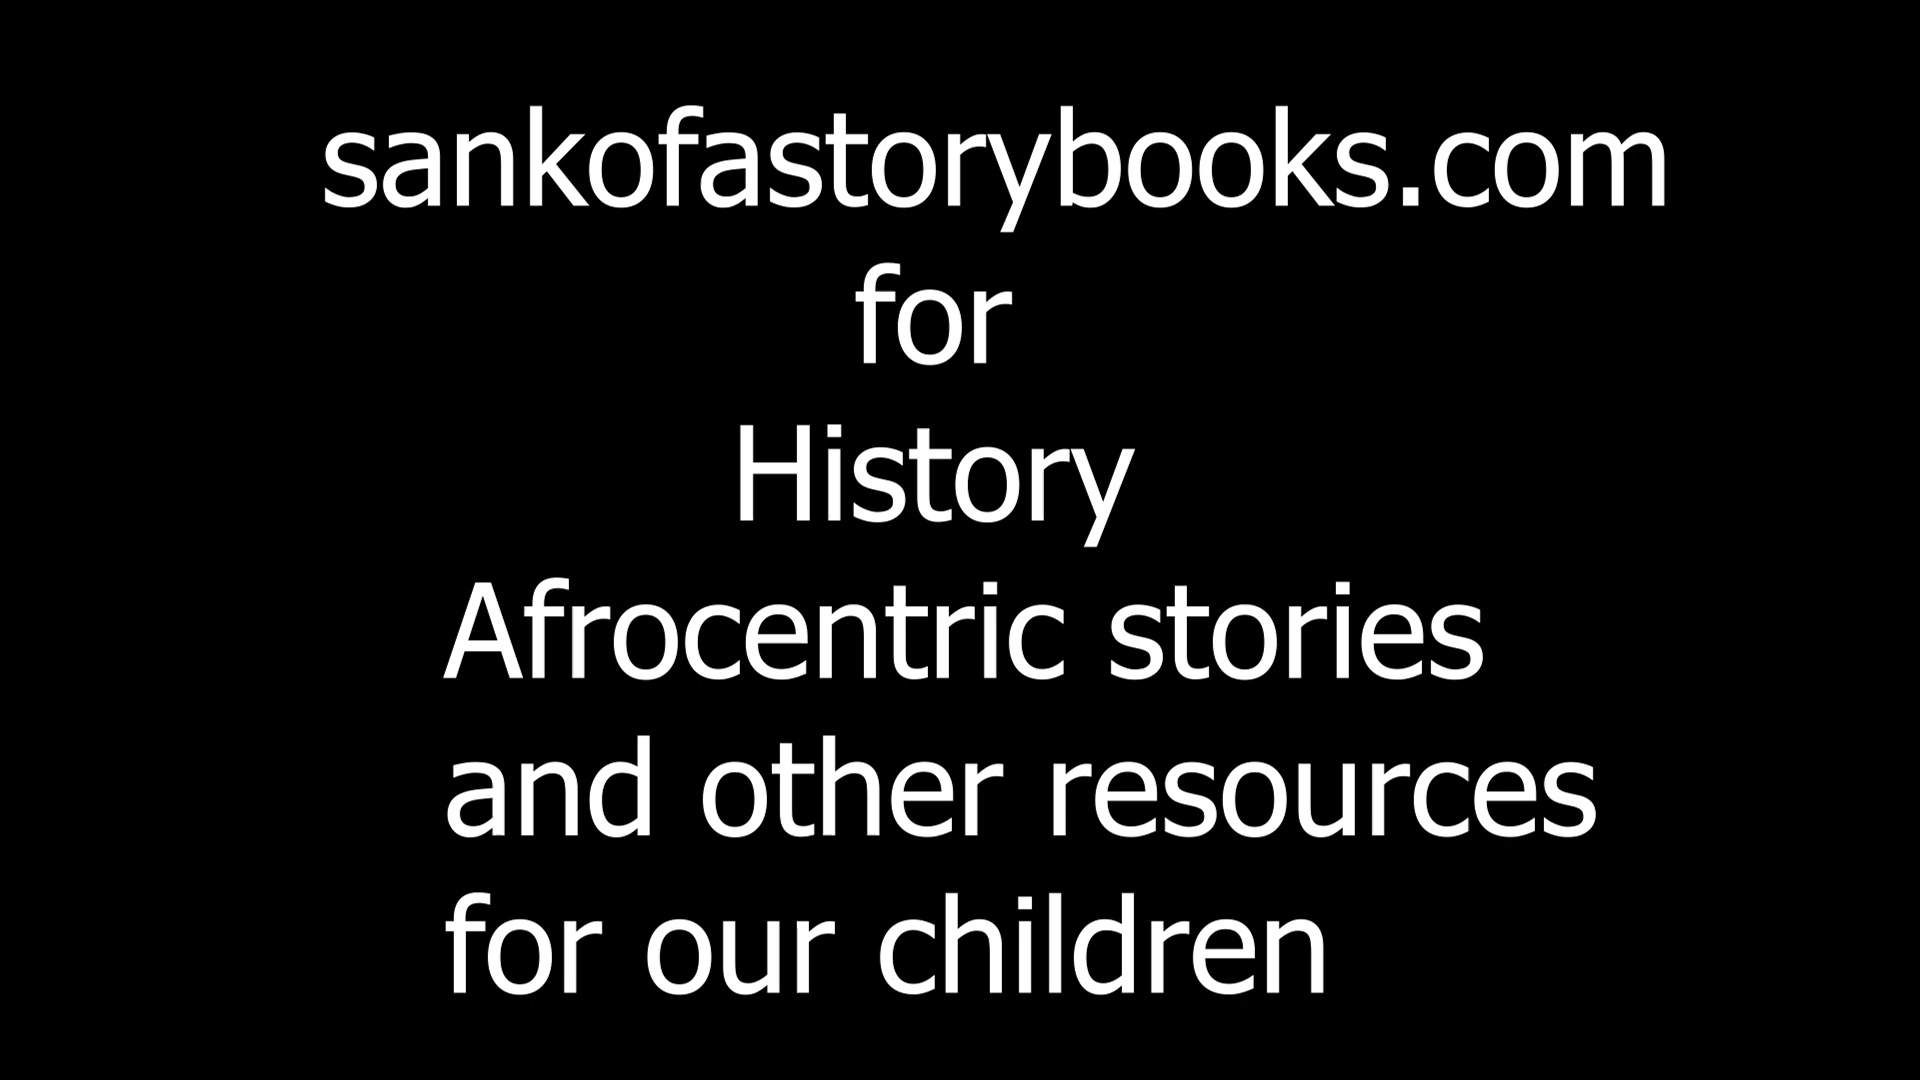 sankofastorybooks.com
for
History
Afrocentric stories
and other resources
for our children